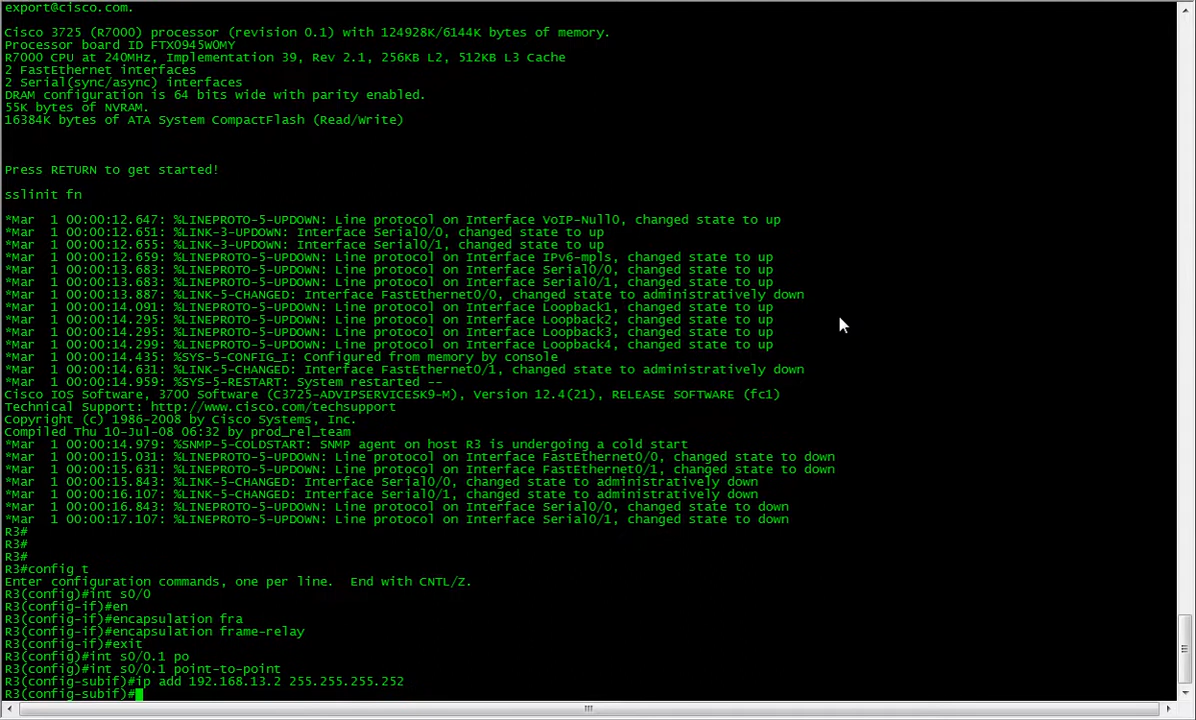 export@cisco.com.
Cisco 3725 (R7000) processor (revision 0.1) with 124928K/6144K bytes of memory.
Processor board ID FTX0945W0MY
R7000 CPU at 240MHz, Implementation 39, Rev 2.1, 256KB L2, 512KB L3 Cache
2 FastEthernet interfaces
2 Serial(sync/async) interfaces
DRAM configuration is 64 bits wide with parity enabled.
55K bytes of NVRAM.
16384K bytes of ATA System CompactFlash (Read/Write)
Press RETURN to get started!
sslinit fn
*Mar  1 00:00:12.647: %LINEPROTO-5-UPDOWN: Line protocol on Interface VoIP-Null0, changed state to up
*Mar  1 00:00:12.651: %LINK-3-UPDOWN: Interface Serial0/0, changed state to up
*Mar  1 00:00:12.655: %LINK-3-UPDOWN: Interface Serial0/1, changed state to up
*Mar  1 00:00:12.659: %LINEPROTO-5-UPDOWN: Line protocol on Interface IPv6-mpls, changed state to up
*Mar  1 00:00:13.683: %LINEPROTO-5-UPDOWN: Line protocol on Interface Serial0/0, changed state to up
*Mar  1 00:00:13.683: %LINEPROTO-5-UPDOWN: Line protocol on Interface Serial0/1, changed state to up
*Mar  1 00:00:13.887: %LINK-5-CHANGED: Interface FastEthernet0/0, changed state to administratively down
*Mar  1 00:00:14.091: %LINEPROTO-5-UPDOWN: Line protocol on Interface Loopback1, changed state to up
*Mar  1 00:00:14.295: %LINEPROTO-5-UPDOWN: Line protocol on Interface Loopback2, changed state to up
*Mar  1 00:00:14.295: %LINEPROTO-5-UPDOWN: Line protocol on Interface Loopback3, changed state to up
*Mar  1 00:00:14.299: %LINEPROTO-5-UPDOWN: Line protocol on Interface Loopback4, changed state to up
*Mar  1 00:00:14.435: %SYS-5-CONFIG_I: Configured from memory by console
*Mar  1 00:00:14.631: %LINK-5-CHANGED: Interface FastEthernet0/1, changed state to administratively down
*Mar  1 00:00:14.959: %SYS-5-RESTART: System restarted --
Cisco IOS Software, 3700 Software (C3725-ADVIPSERVICESK9-M), Version 12.4(21), RELEASE SOFTWARE (fc1)
Technical Support: http://www.cisco.com/techsupport
Copyright (c) 1986-2008 by Cisco Systems, Inc.
Compiled Thu 10-Jul-08 06:32 by prod_rel_team
*Mar  1 00:00:14.979: %SNMP-5-COLDSTART: SNMP agent on host R3 is undergoing a cold start
*Mar  1 00:00:15.031: %LINEPROTO-5-UPDOWN: Line protocol on Interface FastEthernet0/0, changed state to down
*Mar  1 00:00:15.631: %LINEPROTO-5-UPDOWN: Line protocol on Interface FastEthernet0/1, changed state to down
*Mar  1 00:00:15.843: %LINK-5-CHANGED: Interface Serial0/0, changed state to administratively down
*Mar  1 00:00:16.107: %LINK-5-CHANGED: Interface Serial0/1, changed state to administratively down
*Mar  1 00:00:16.843: %LINEPROTO-5-UPDOWN: Line protocol on Interface Serial0/0, changed state to down
*Mar  1 00:00:17.107: %LINEPROTO-5-UPDOWN: Line protocol on Interface Serial0/1, changed state to down
R3#
R3#
R3#
R3#config t
Enter configuration commands, one per line.  End with CNTL/Z.
R3(config)#int s0/0
R3(config-if)#en
R3(config-if)#encapsulation fra
R3(config-if)#encapsulation frame-relay
R3(config-if)#exit
R3(config)#int s0/0.1 po
R3(config)#int s0/0.1 point-to-point
R3(config-subif)#ip add 192.168.13.2 255.255.255.252
R3(config-subif)#